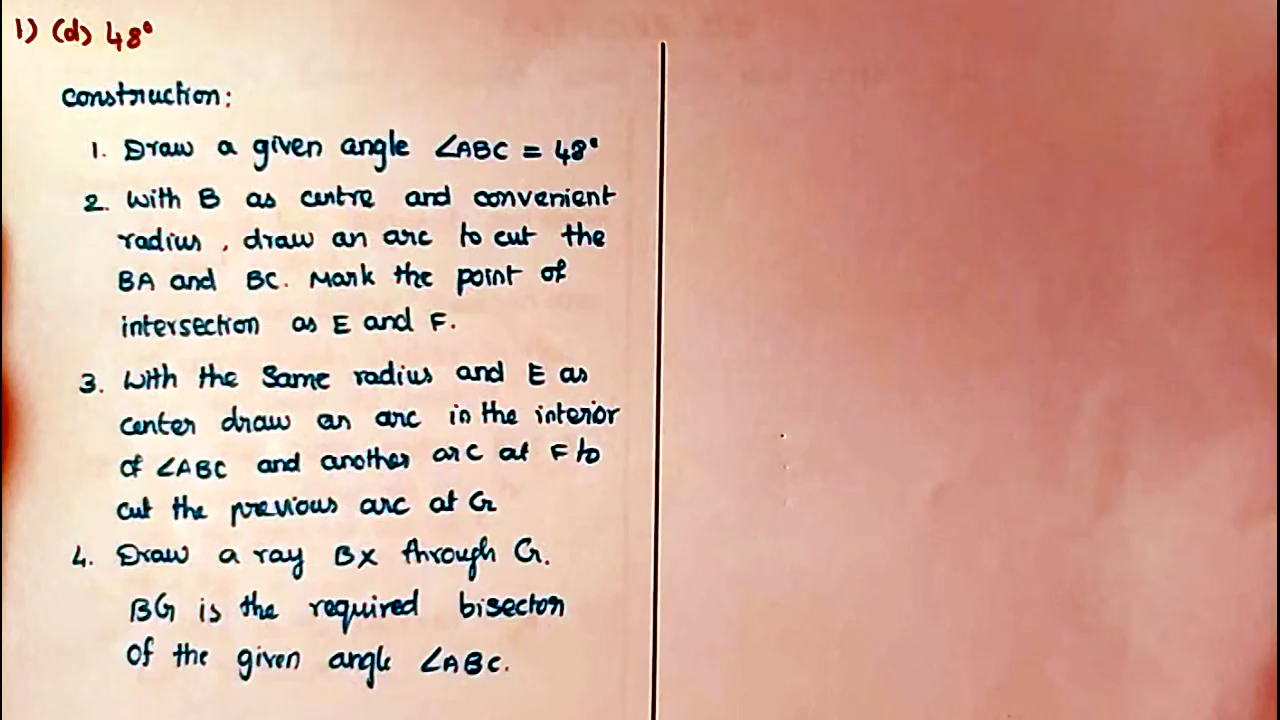 1) (d) 48°
Construction:
1. Draw a given angle ∠ABC = 48°
2. With B as centre and convenient
radius, draw an arc to cut the
BA and BC. Mark the point of
intersection as E and F.
3. With the Same radius and E as
center draw an arc in the interior
of ∠ABC and another arc at F to
cut the previous arc at G
4. Draw a ray BX through G.
BG is the required bisector
of the given angle ∠ABC.